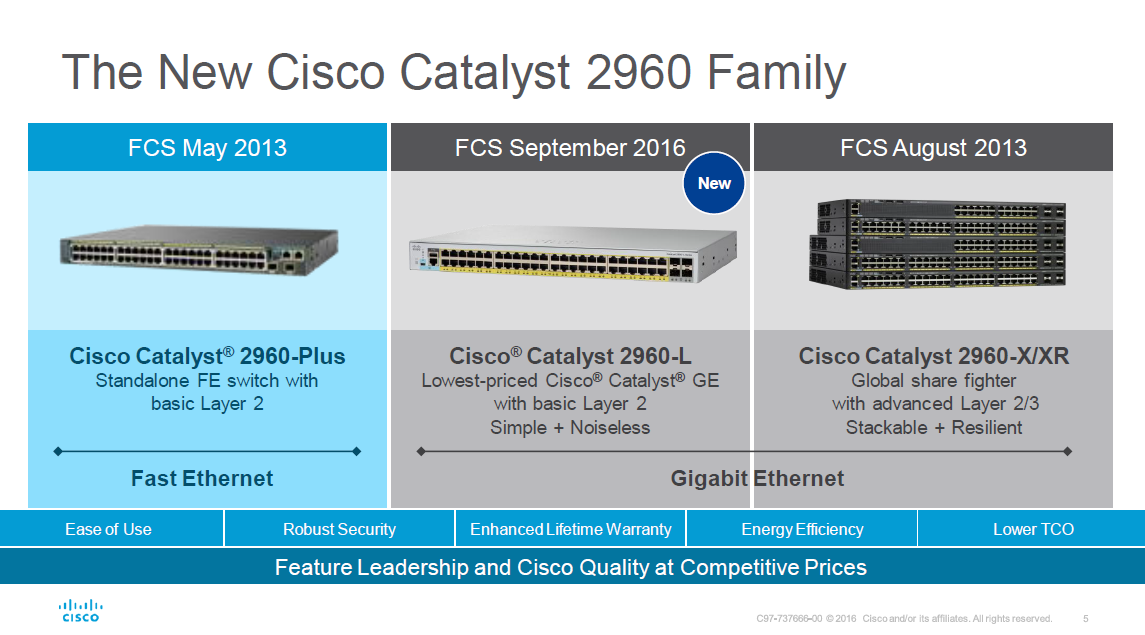 The New Cisco Catalyst 2960 Family
FCS May 2013
FCS September 2016
FCS August 2013
New
Cisco Catalyst® 2960-Plus
Standalone FE switch with
basic Layer 2
Cisco® Catalyst 2960-L
Lowest-priced Cisco® Catalyst® GE
with basic Layer 2
Simple + Noiseless
Cisco Catalyst 2960-X/XR
Global share fighter
with advanced Layer 2/3
Stackable + Resilient
Fast Ethernet
Gigabit Ethernet
Ease of Use
Robust Security
Enhanced Lifetime Warranty
Energy Efficiency
Lower TCO
Feature Leadership and Cisco Quality at Competitive Prices
CISCO
C97-737666-00 © 2016 Cisco and/or its affiliates. All rights reserved.
5